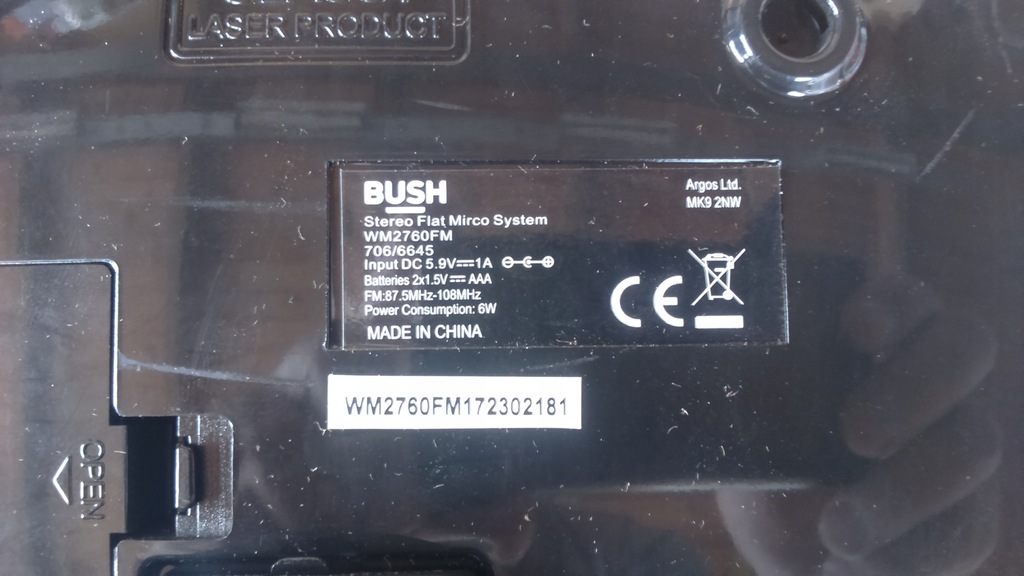 LASER PRODUCT
BUSH
Stereo Flat Mirco System
WM2760FM
706/6645
Input DC 5.9V⎓1A
Batteries 2x1.5V⎓AAA
FM:87.5MHz-108MHz
Power Consumption: 6W
MADE IN CHINA
Argos Ltd.
MK9 2NW
CE
WM2760FM172302181
OPEN